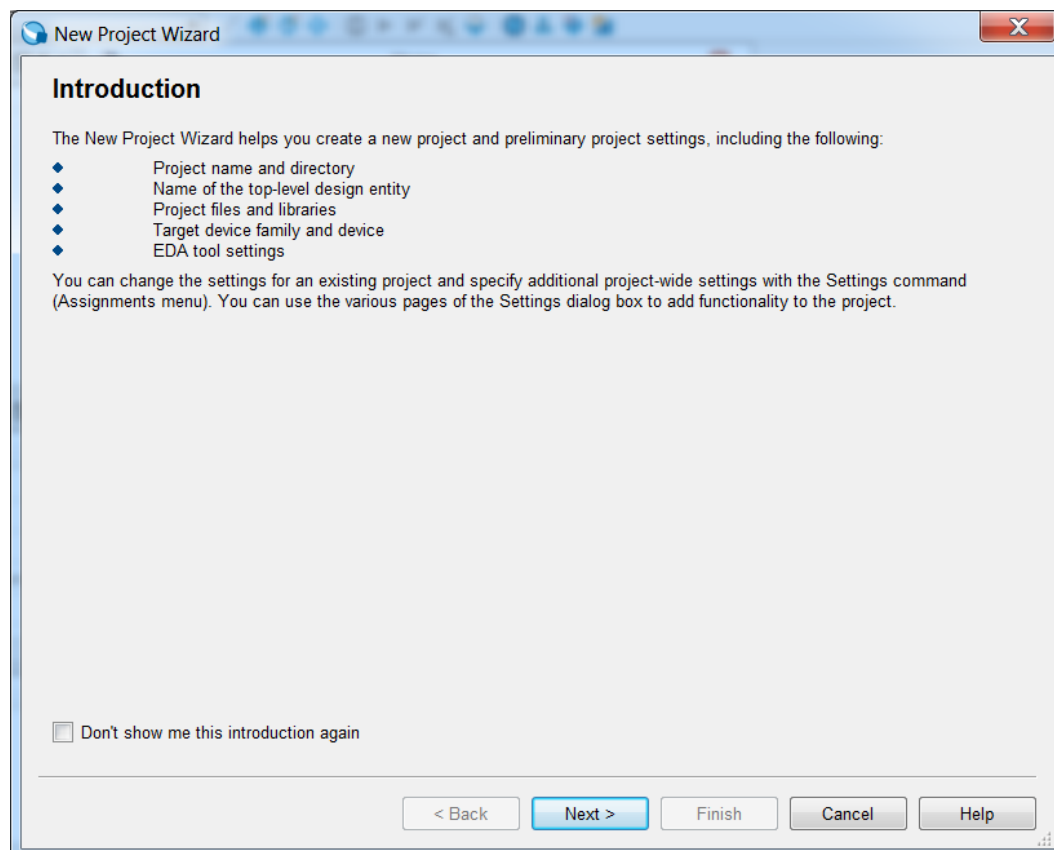 New Project Wizard
X
Introduction
The New Project Wizard helps you create a new project and preliminary project settings, including the following:
Project name and directory
Name of the top-level design entity
Project files and libraries
Target device family and device
EDA tool settings
You can change the settings for an existing project and specify additional project-wide settings with the Settings command
(Assignments menu). You can use the various pages of the Settings dialog box to add functionality to the project.
Don't show me this introduction again
< Back Next > Finish Cancel Help